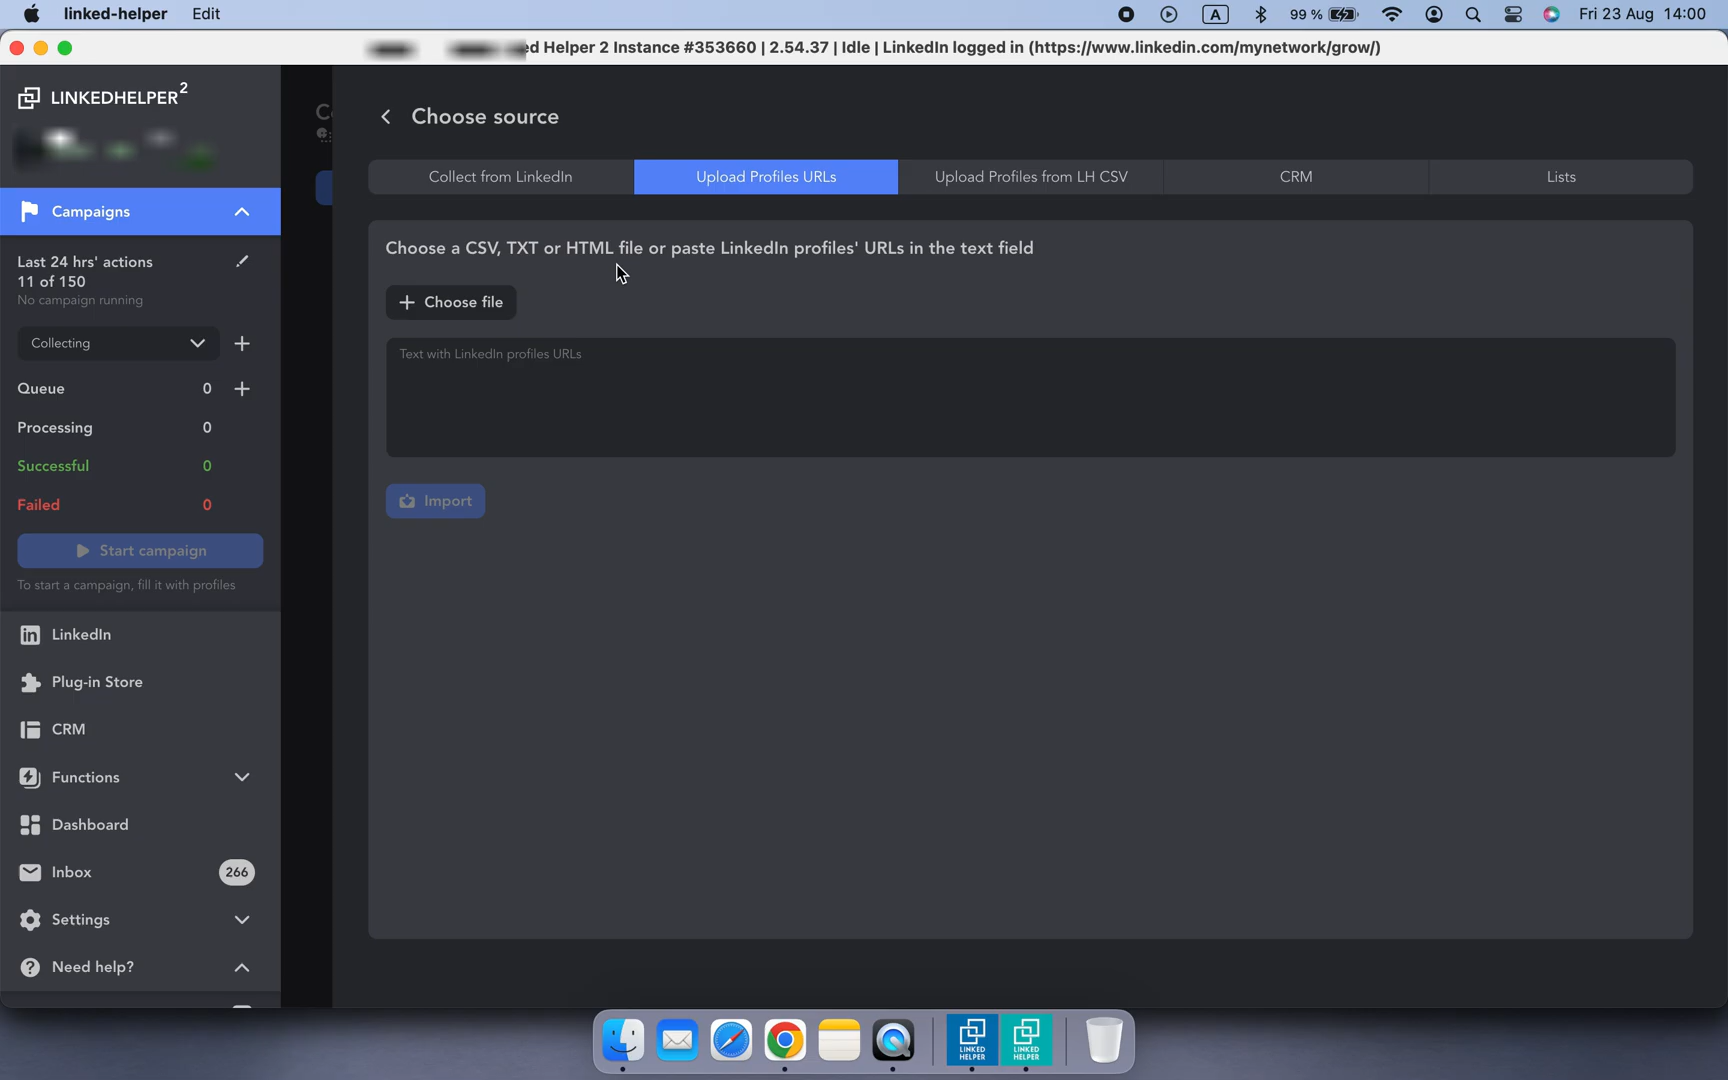 linked-helper Edit A 99 % Fri 23 Aug 14:00
ed Helper 2 Instance #353660 | 2.54.37 | Idle | LinkedIn logged in (https://www.linkedin.com/mynetwork/grow/)
LINKEDHELPER 2
Choose source
Collect from LinkedIn Upload Profiles URLs Upload Profiles from LH CSV CRM Lists
Campaigns
Choose a CSV, TXT or HTML file or paste LinkedIn profiles' URLs in the text field
Last 24 hrs' actions
11 of 150
No campaign running
+ Choose file
Collecting
Text with LinkedIn profiles URLs
Queue 0
Processing 0
Successful 0
Failed 0
Import
Start campaign
To start a campaign, fill it with profiles
LinkedIn
Plug-in Store
CRM
Functions
Dashboard
Inbox 266
Settings
Need help?
LINKED
HELPER
LINKED
HELPER